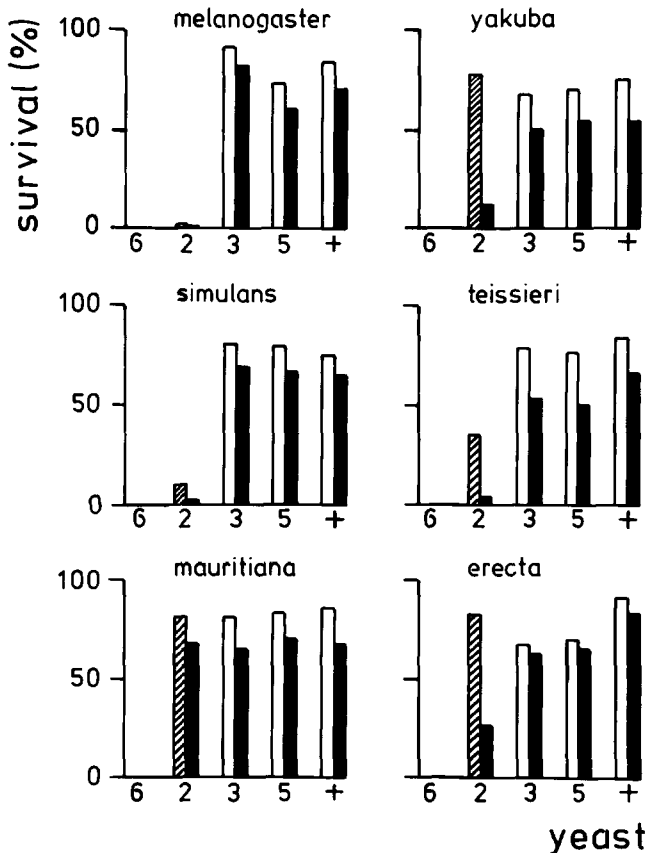 survival (%)
melanogaster
100
50
0
6 2 3 5 +
yakuba
6 2 3 5 +
simulans
100
50
0
6 2 3 5 +
teissieri
6 2 3 5 +
mauritiana
100
50
0
6 2 3 5 +
erecta
6 2 3 5 +
yeast